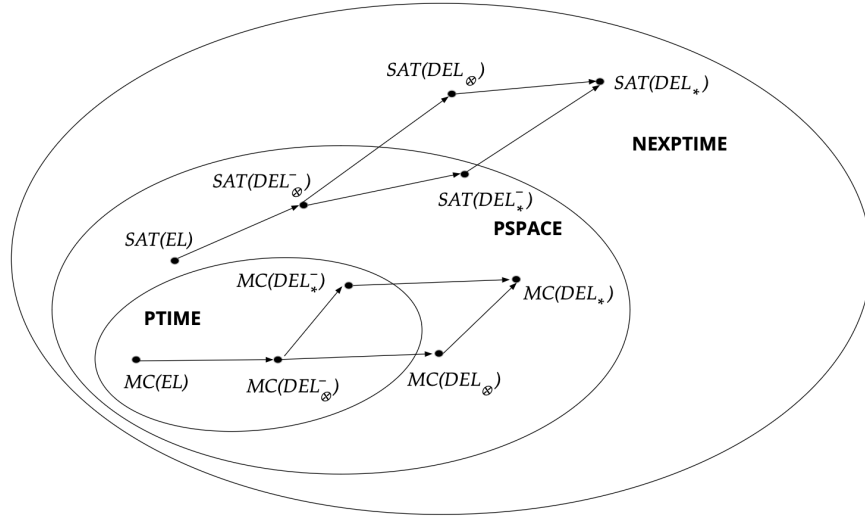 SAT(DEL⊗)
SAT(DEL*)
NEXPTIME
SAT(DEL⊗⁻)
SAT(DEL*⁻)
PSPACE
SAT(EL)
MC(DEL*⁻)
MC(DEL*)
PTIME
MC(EL)
MC(DEL⊗⁻)
MC(DEL⊗)